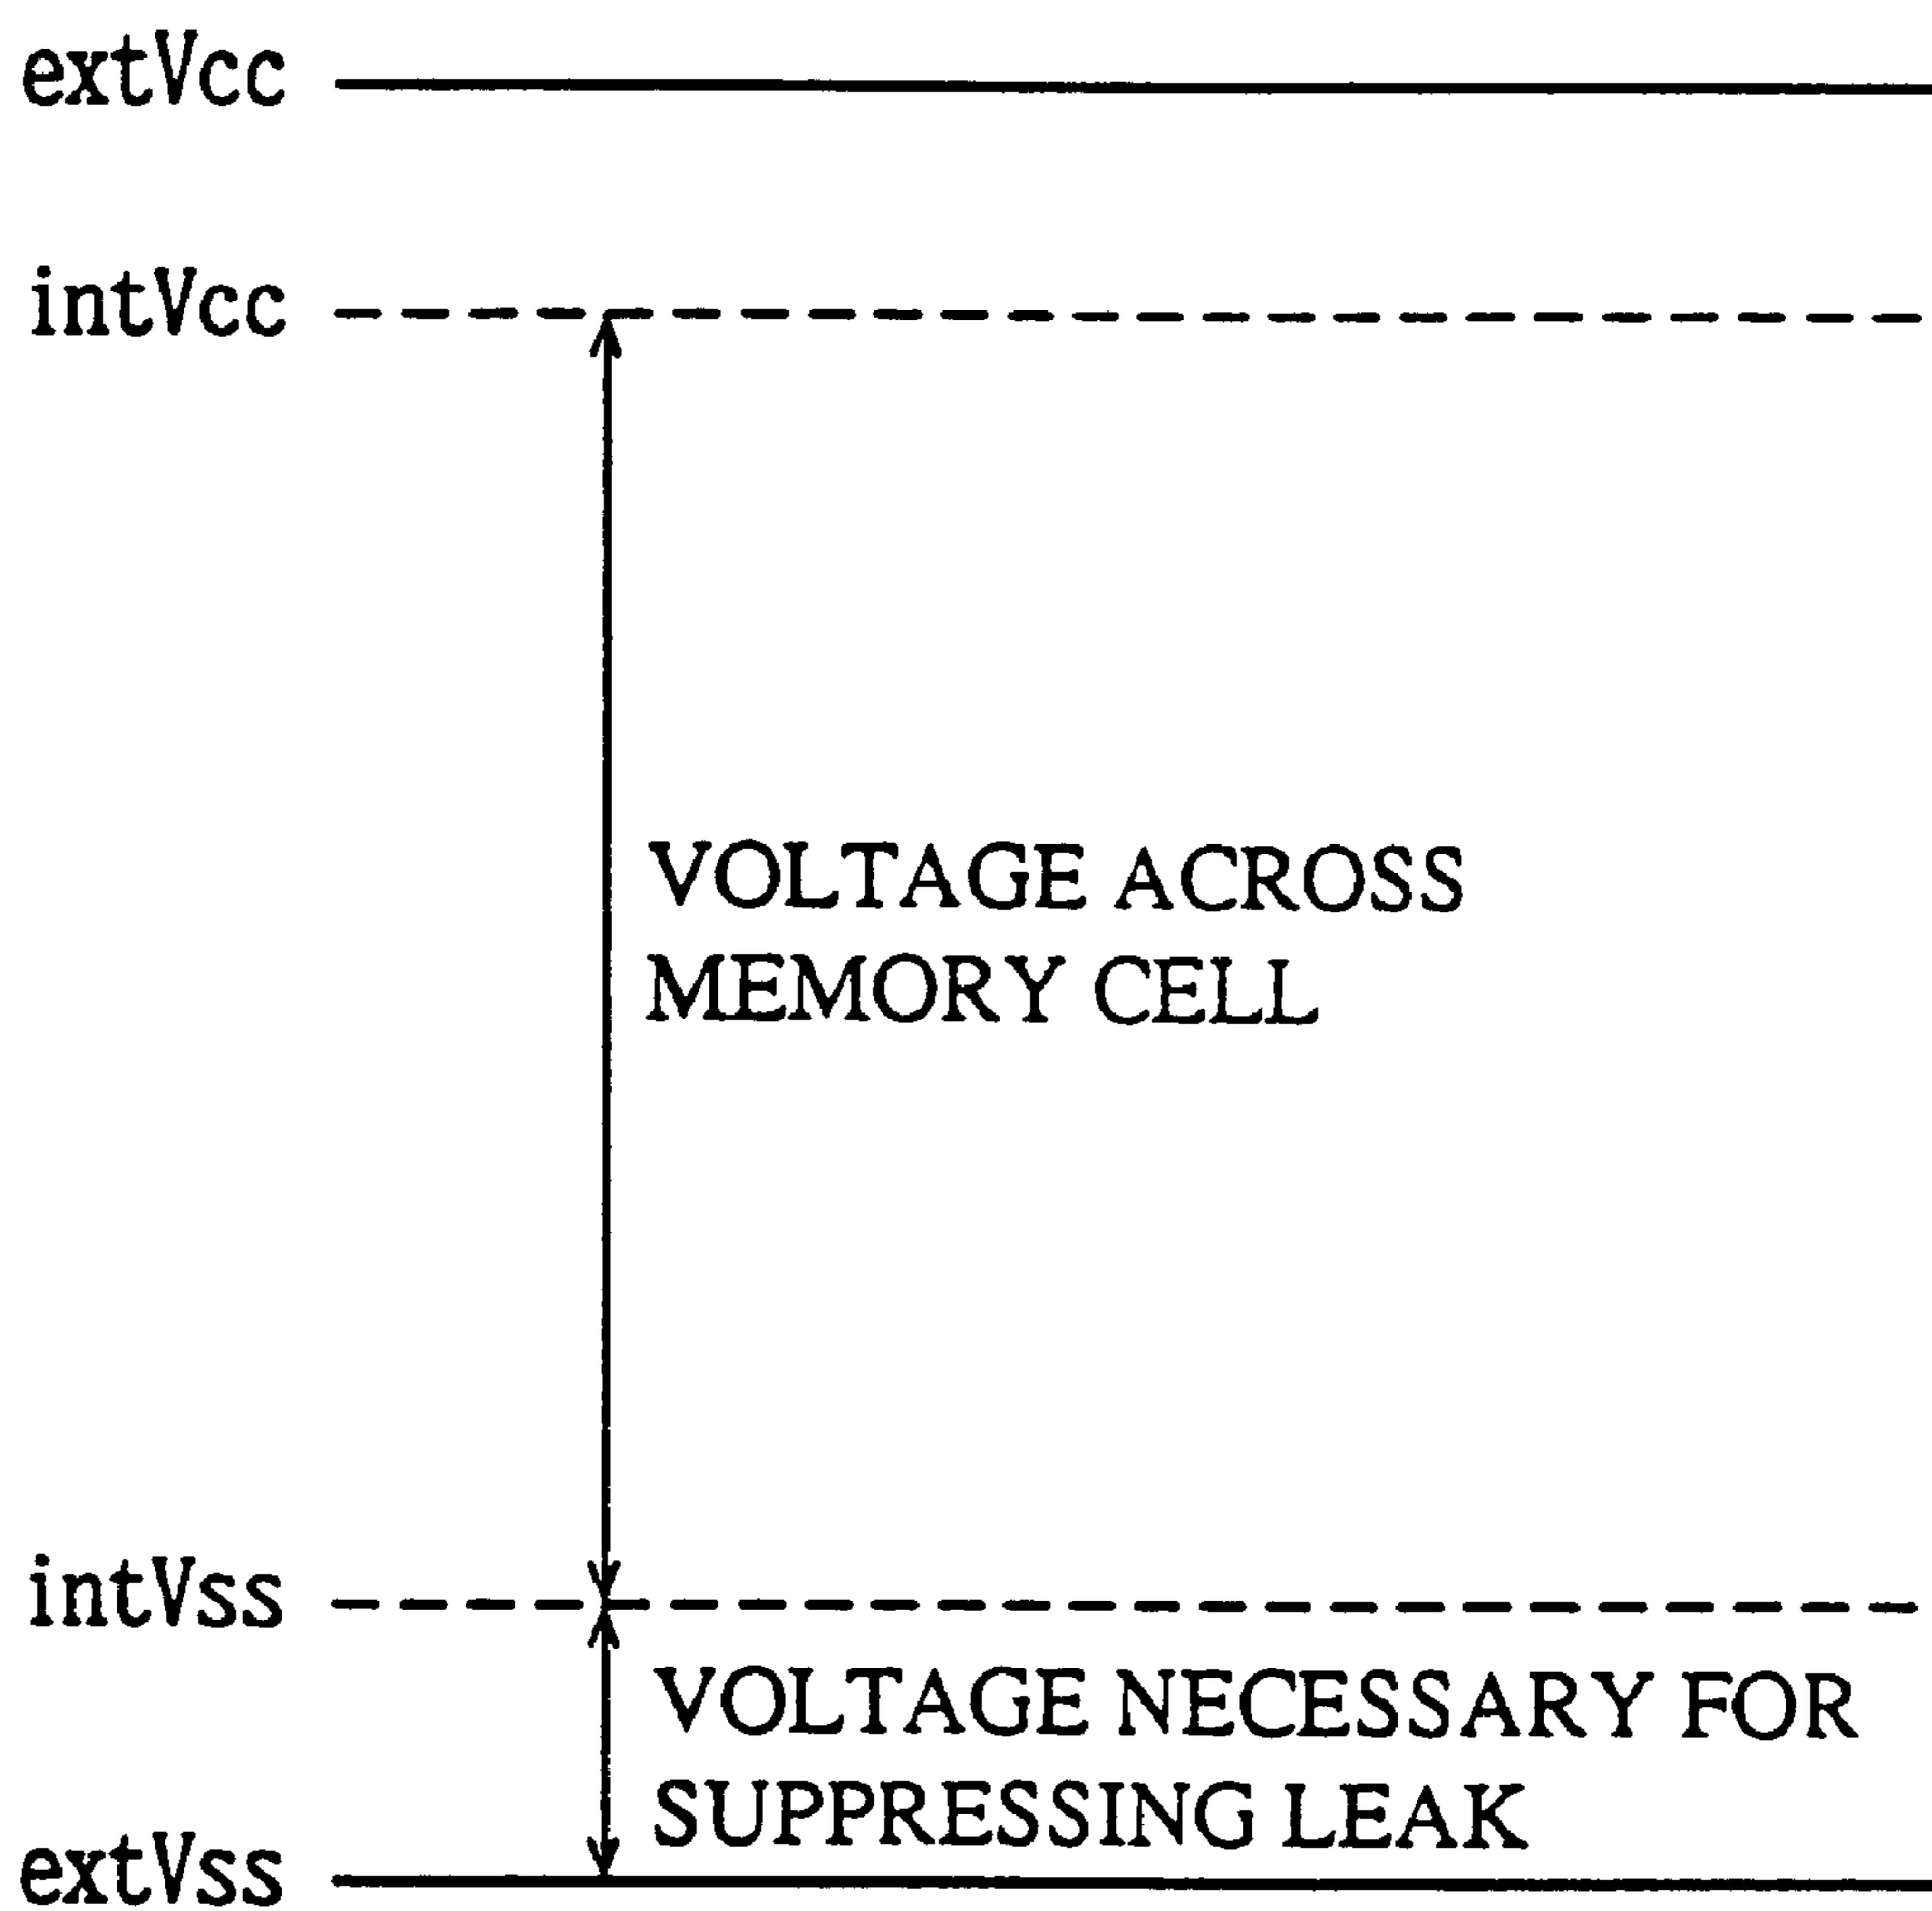 extVcc
intVcc
VOLTAGE ACROSS
MEMORY CELL
intVss
VOLTAGE NECESSARY FOR
SUPPRESSING LEAK
extVss